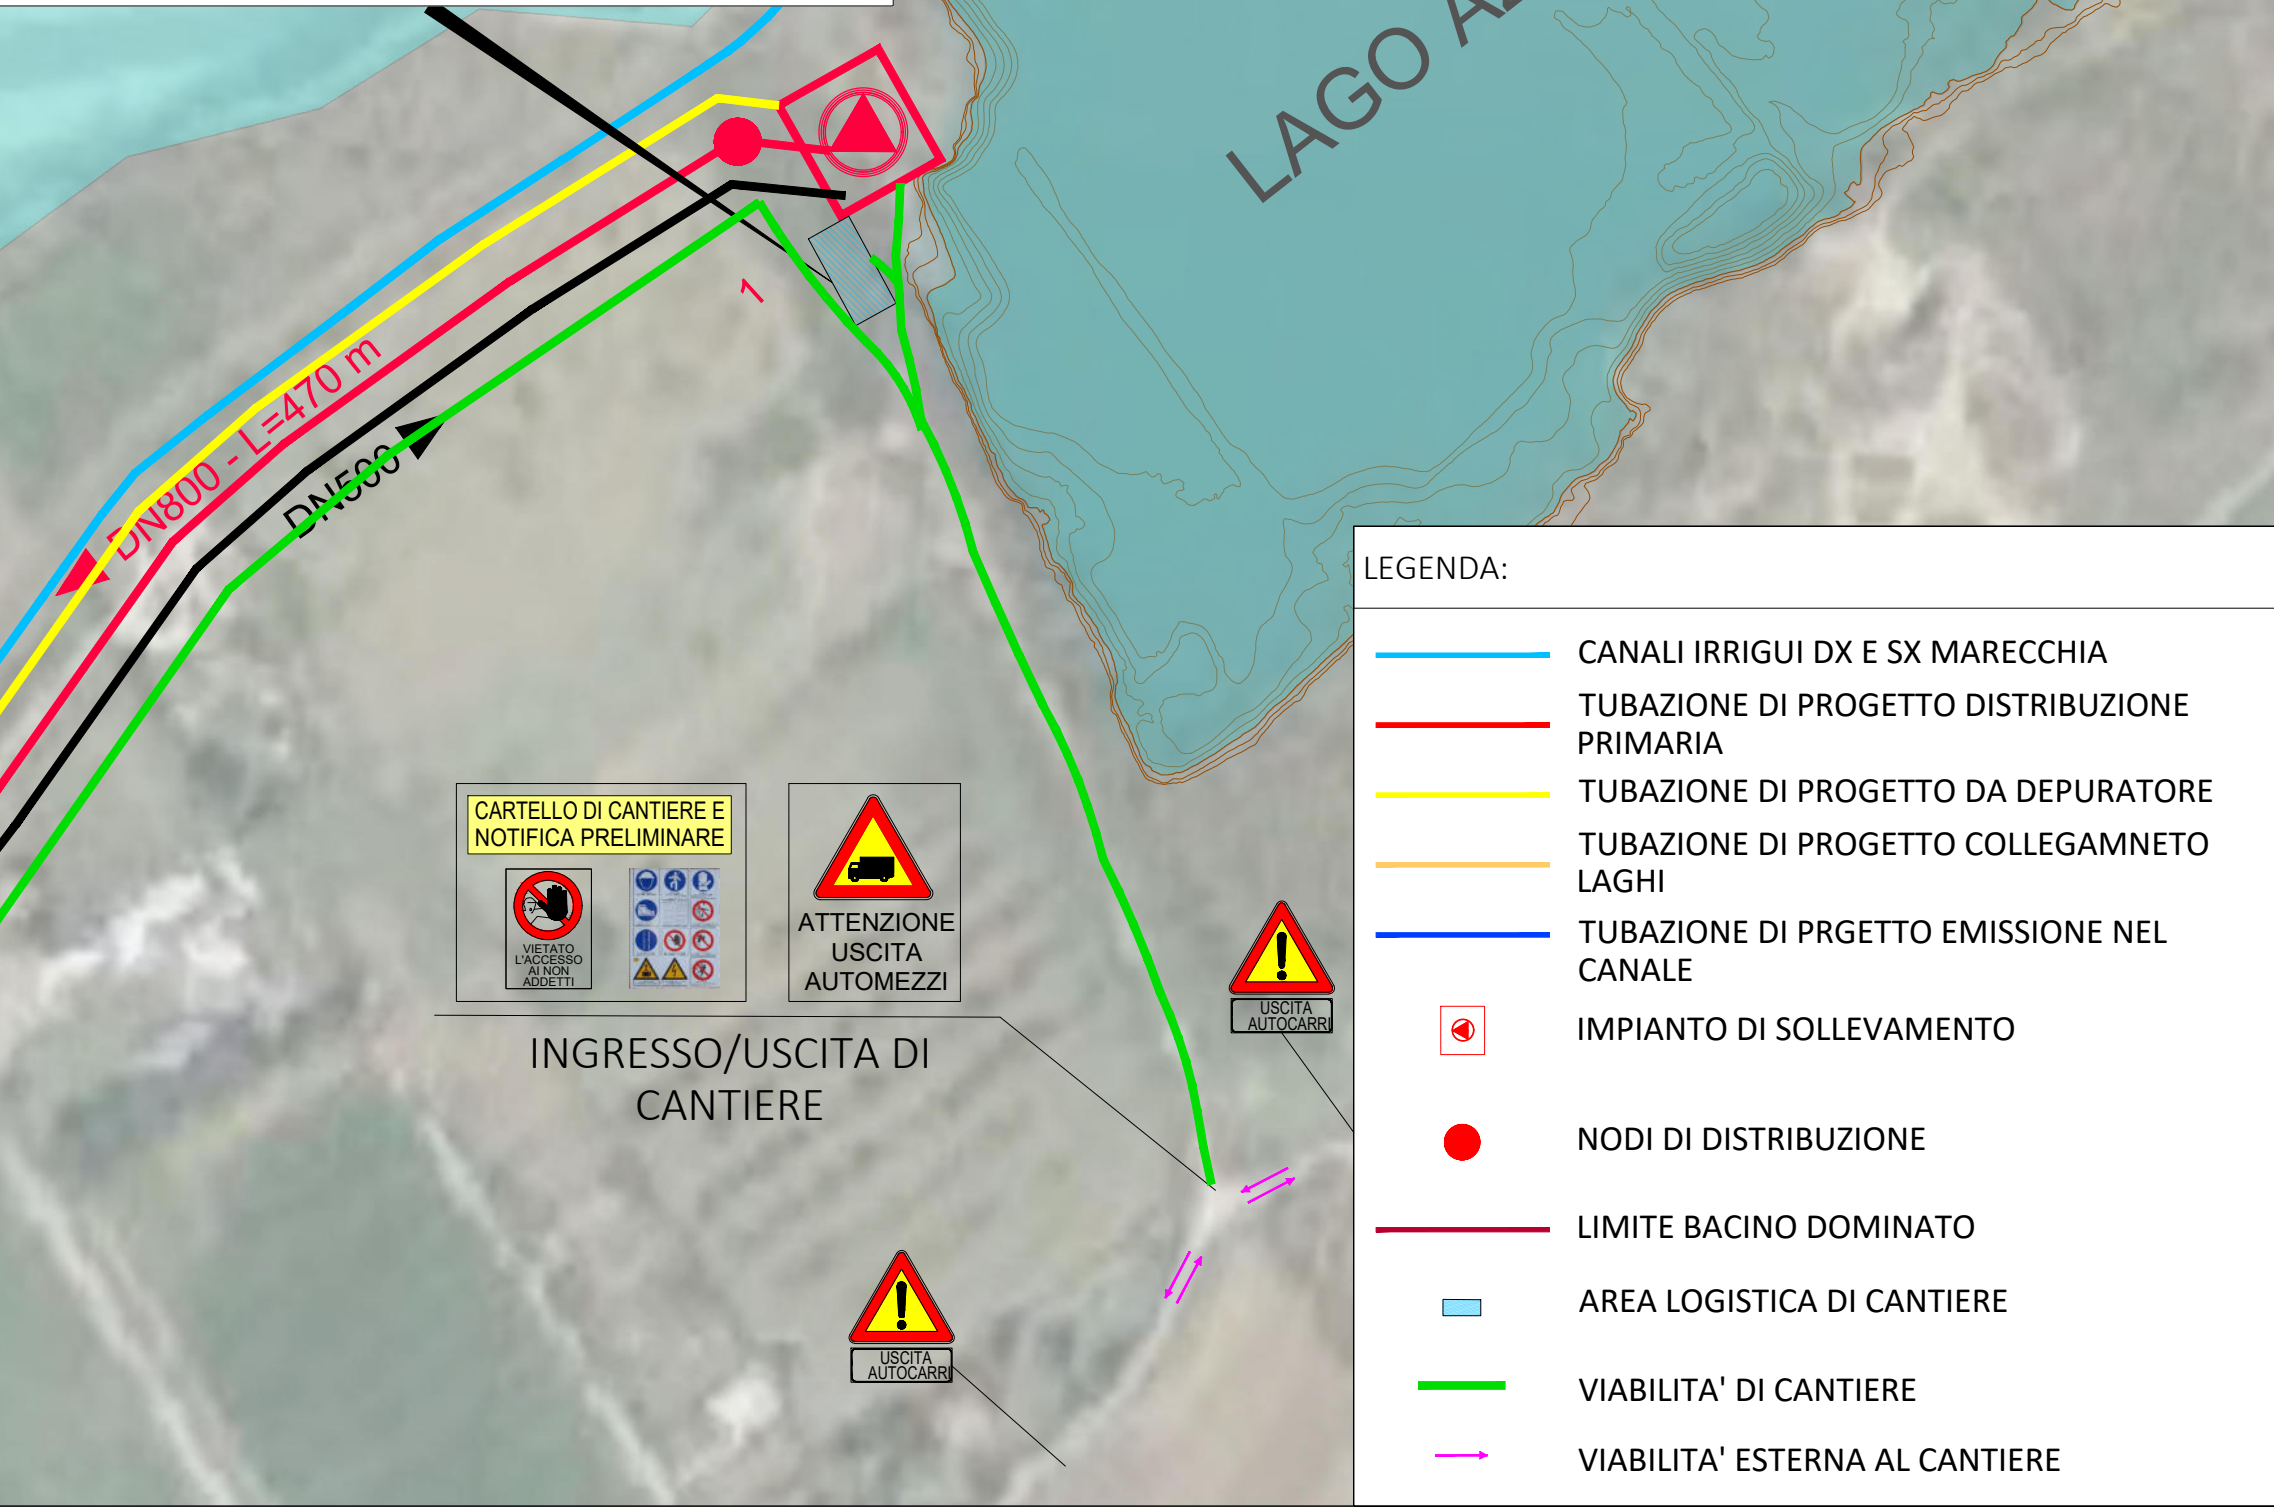 LAGO
1
DN800 - L=470 m
DN500
CARTELLO DI CANTIERE E
NOTIFICA PRELIMINARE
VIETATO
L'ACCESSO
AI NON
ADDETTI
ATTENZIONE
USCITA
AUTOMEZZI
INGRESSO/USCITA DI
CANTIERE
USCITA
AUTOCARRI
USCITA
AUTOCARRI
LEGENDA:
CANALI IRRIGUI DX E SX MARECCHIA
TUBAZIONE DI PROGETTO DISTRIBUZIONE
PRIMARIA
TUBAZIONE DI PROGETTO DA DEPURATORE
TUBAZIONE DI PROGETTO COLLEGAMNETO
LAGHI
TUBAZIONE DI PRGETTO EMISSIONE NEL
CANALE
IMPIANTO DI SOLLEVAMENTO
NODI DI DISTRIBUZIONE
LIMITE BACINO DOMINATO
AREA LOGISTICA DI CANTIERE
VIABILITA' DI CANTIERE
VIABILITA' ESTERNA AL CANTIERE